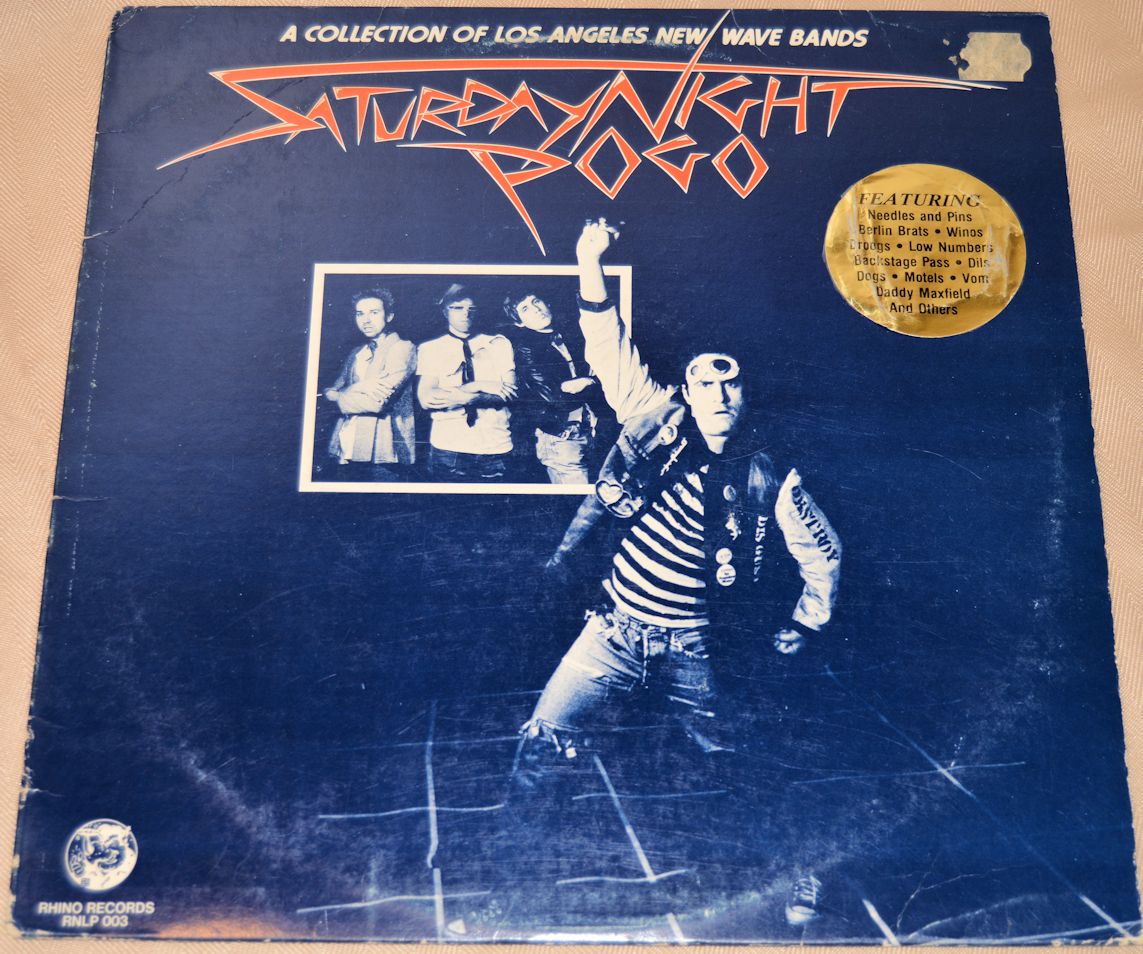 A COLLECTION OF LOS ANGELES NEW WAVE BANDS
SATURDAY NIGHT
POGO
FEATURING
Needles and Pins
Berlin Brats • Winos
Droogs • Low Numbers
Backstage Pass • Dils
Dogs • Motels • Vom
Daddy Maxfield
And Others
DESTROY
RHINO RECORDS
RNLP 003